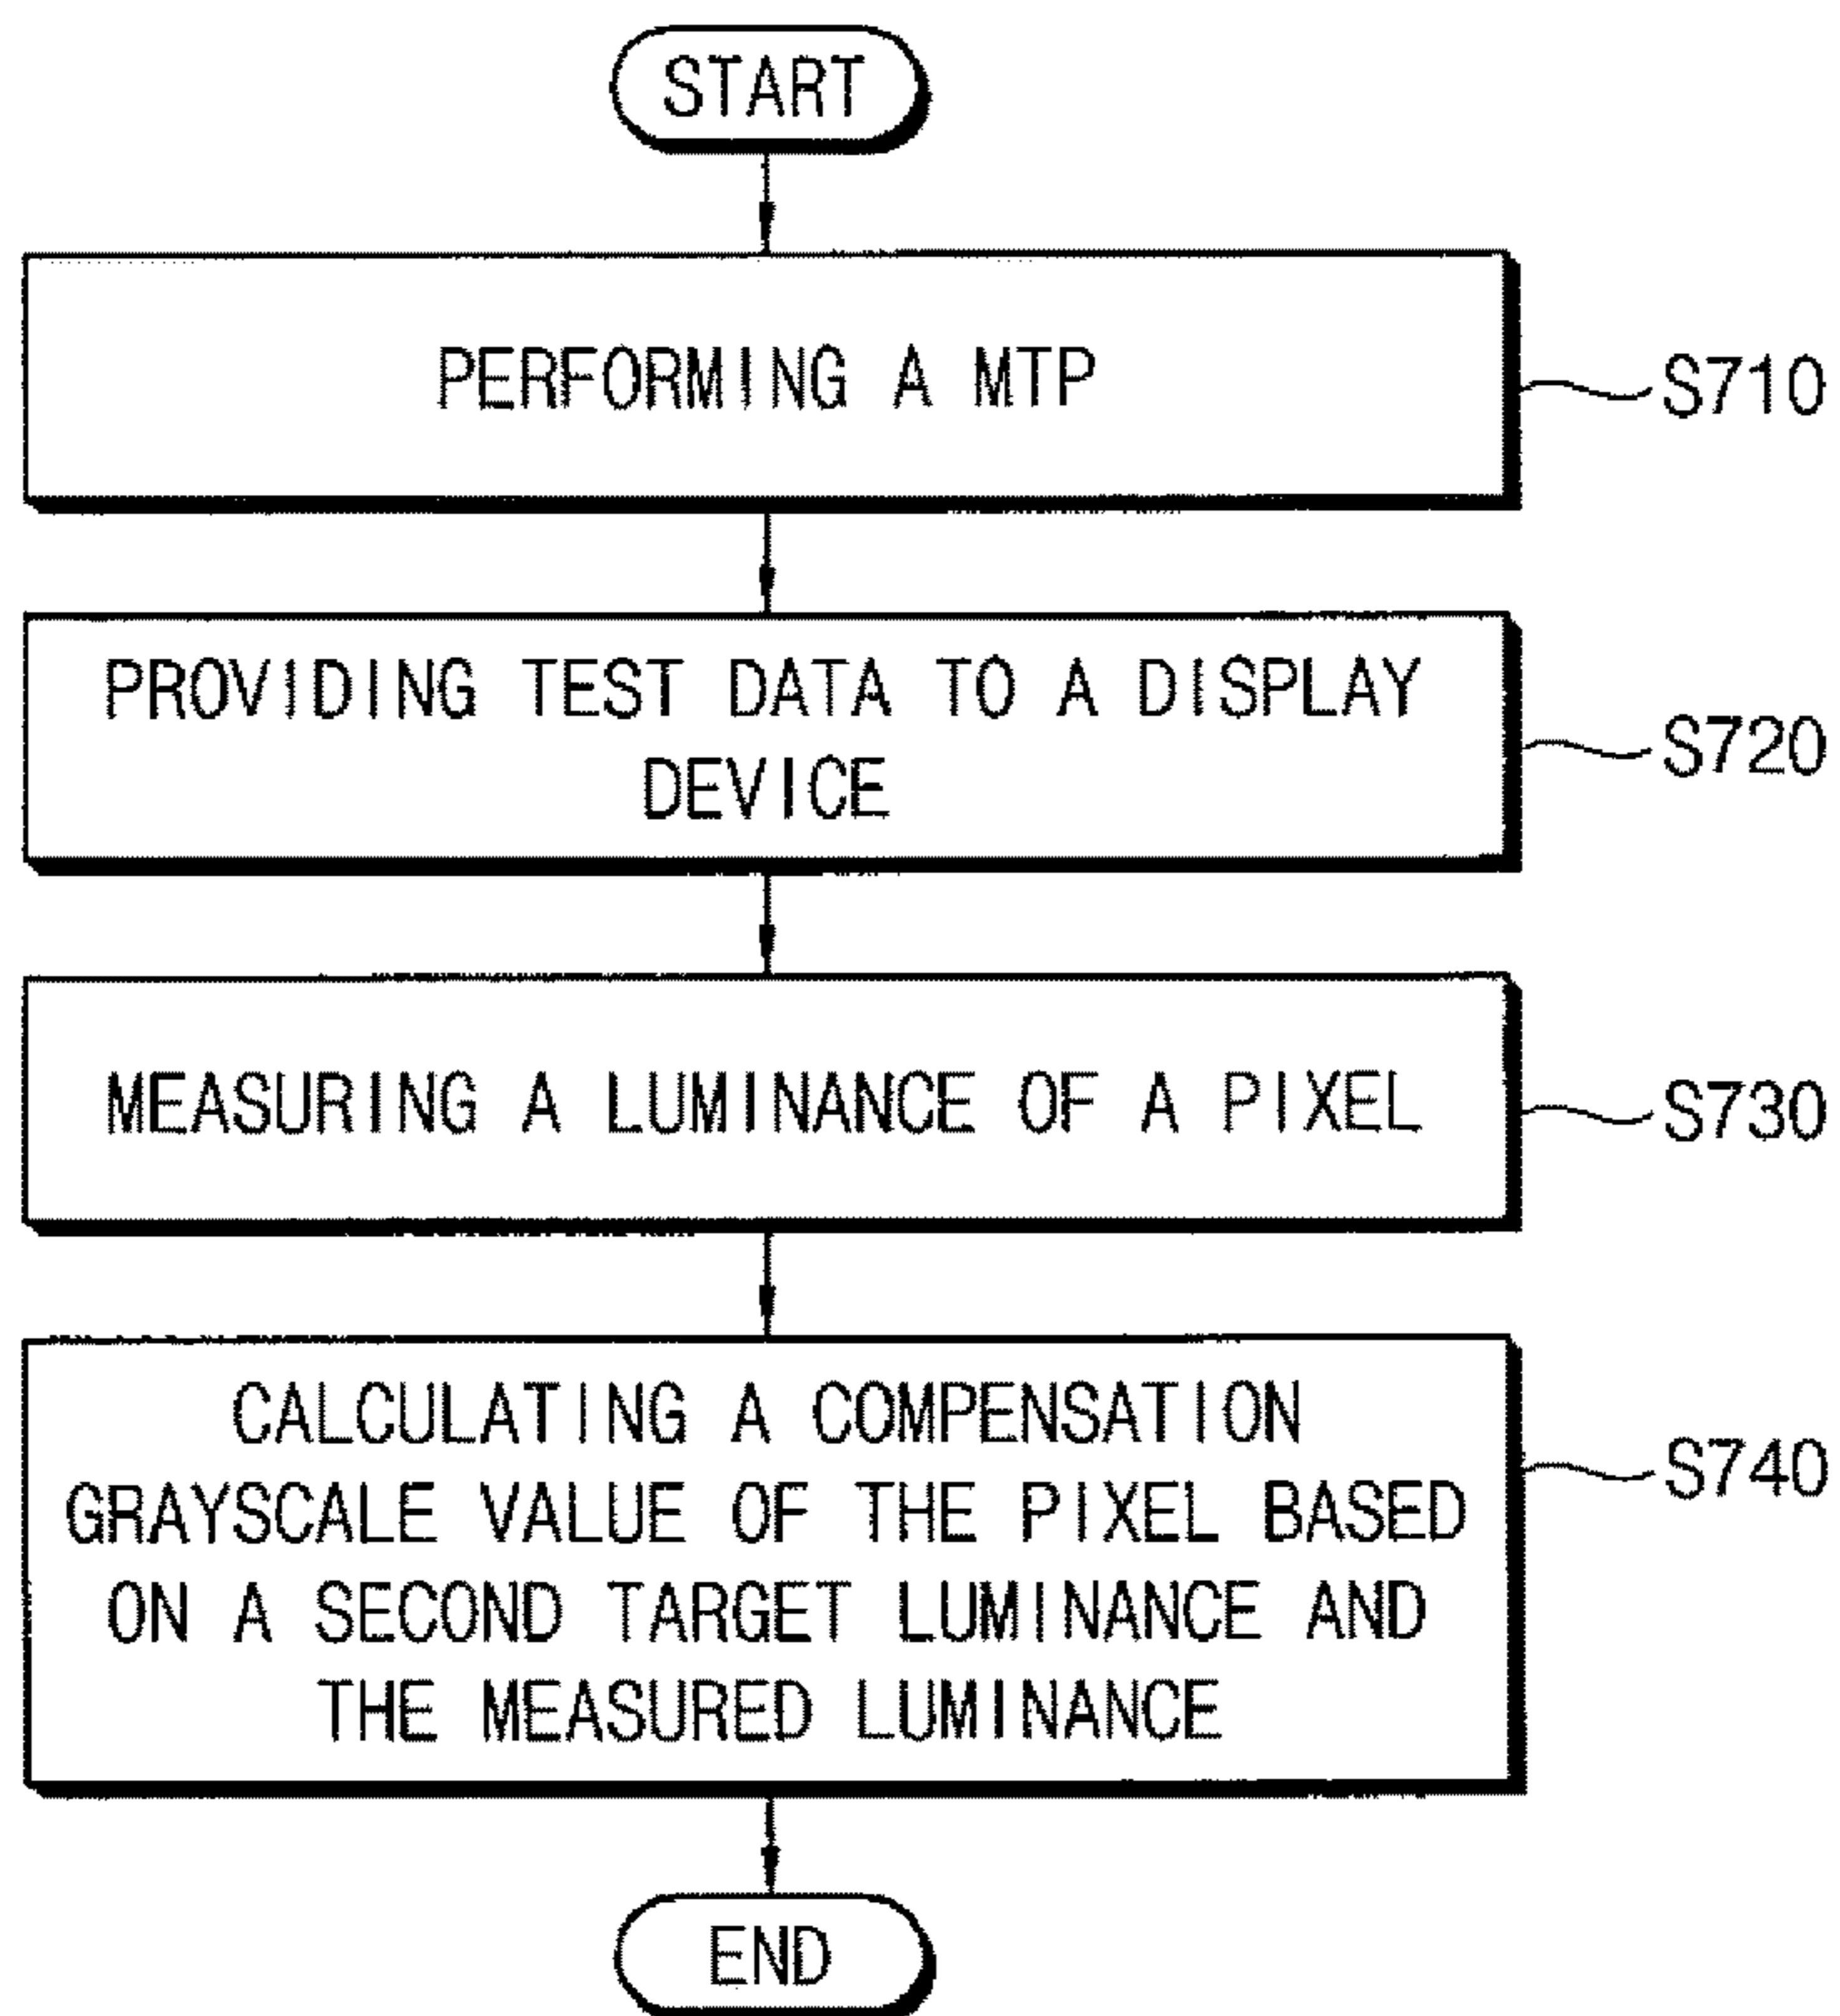 START
PERFORMING A MTP
S710
PROVIDING TEST DATA TO A DISPLAY
DEVICE
S720
MEASURING A LUMINANCE OF A PIXEL
S730
CALCULATING A COMPENSATION
GRAYSCALE VALUE OF THE PIXEL BASED
ON A SECOND TARGET LUMINANCE AND
THE MEASURED LUMINANCE
S740
END